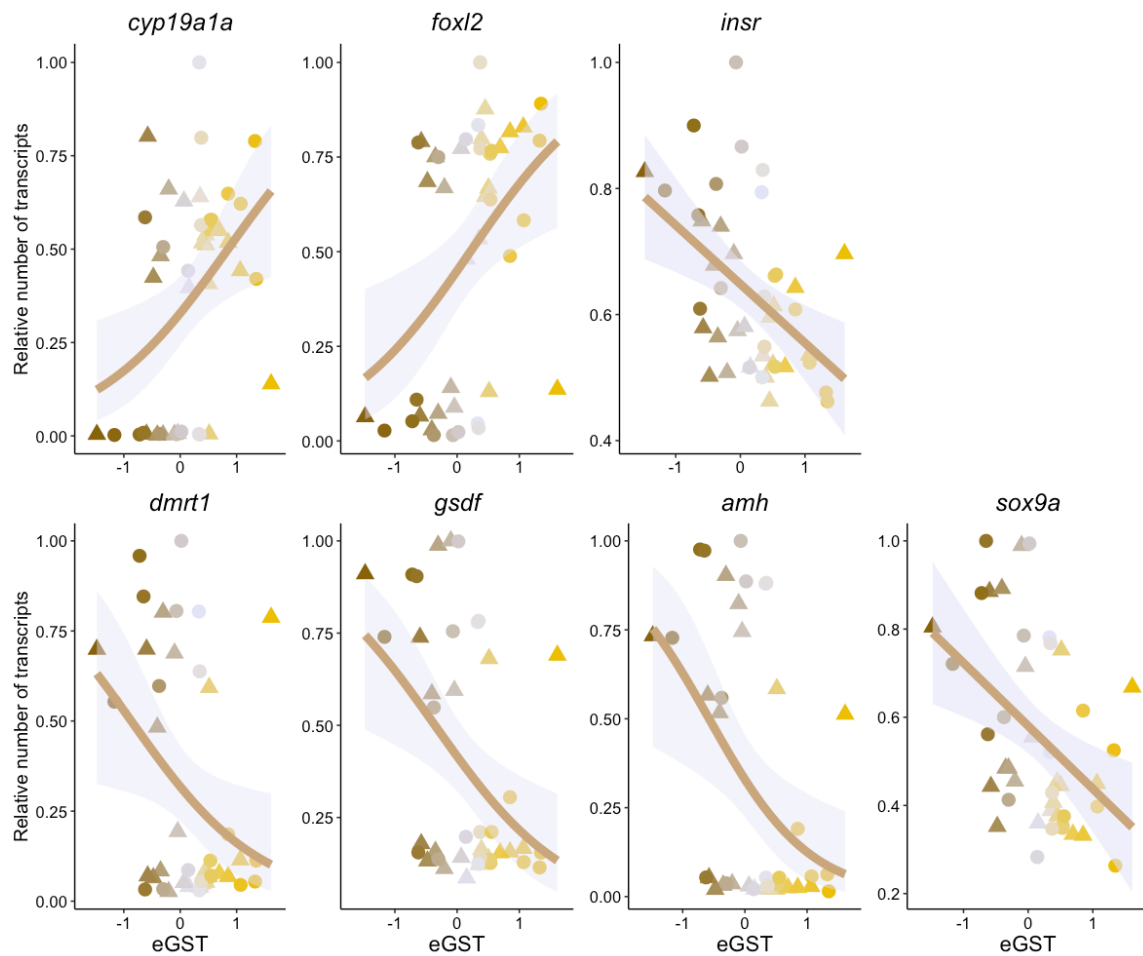 cyp19a1a foxl2 insr
Relative number of transcripts
1.00 0.75 0.50 0.25 0.00
-1 0 1
1.00 0.75 0.50 0.25 0.00
-1 0 1
1.0 0.8 0.6 0.4
-1 0 1
dmrt1 gsdf amh sox9a
Relative number of transcripts
1.00 0.75 0.50 0.25 0.00
-1 0 1
eGST
1.00 0.75 0.50 0.25
-1 0 1
eGST
1.00 0.75 0.50 0.25 0.00
-1 0 1
eGST
1.0 0.8 0.6 0.4 0.2
-1 0 1
eGST